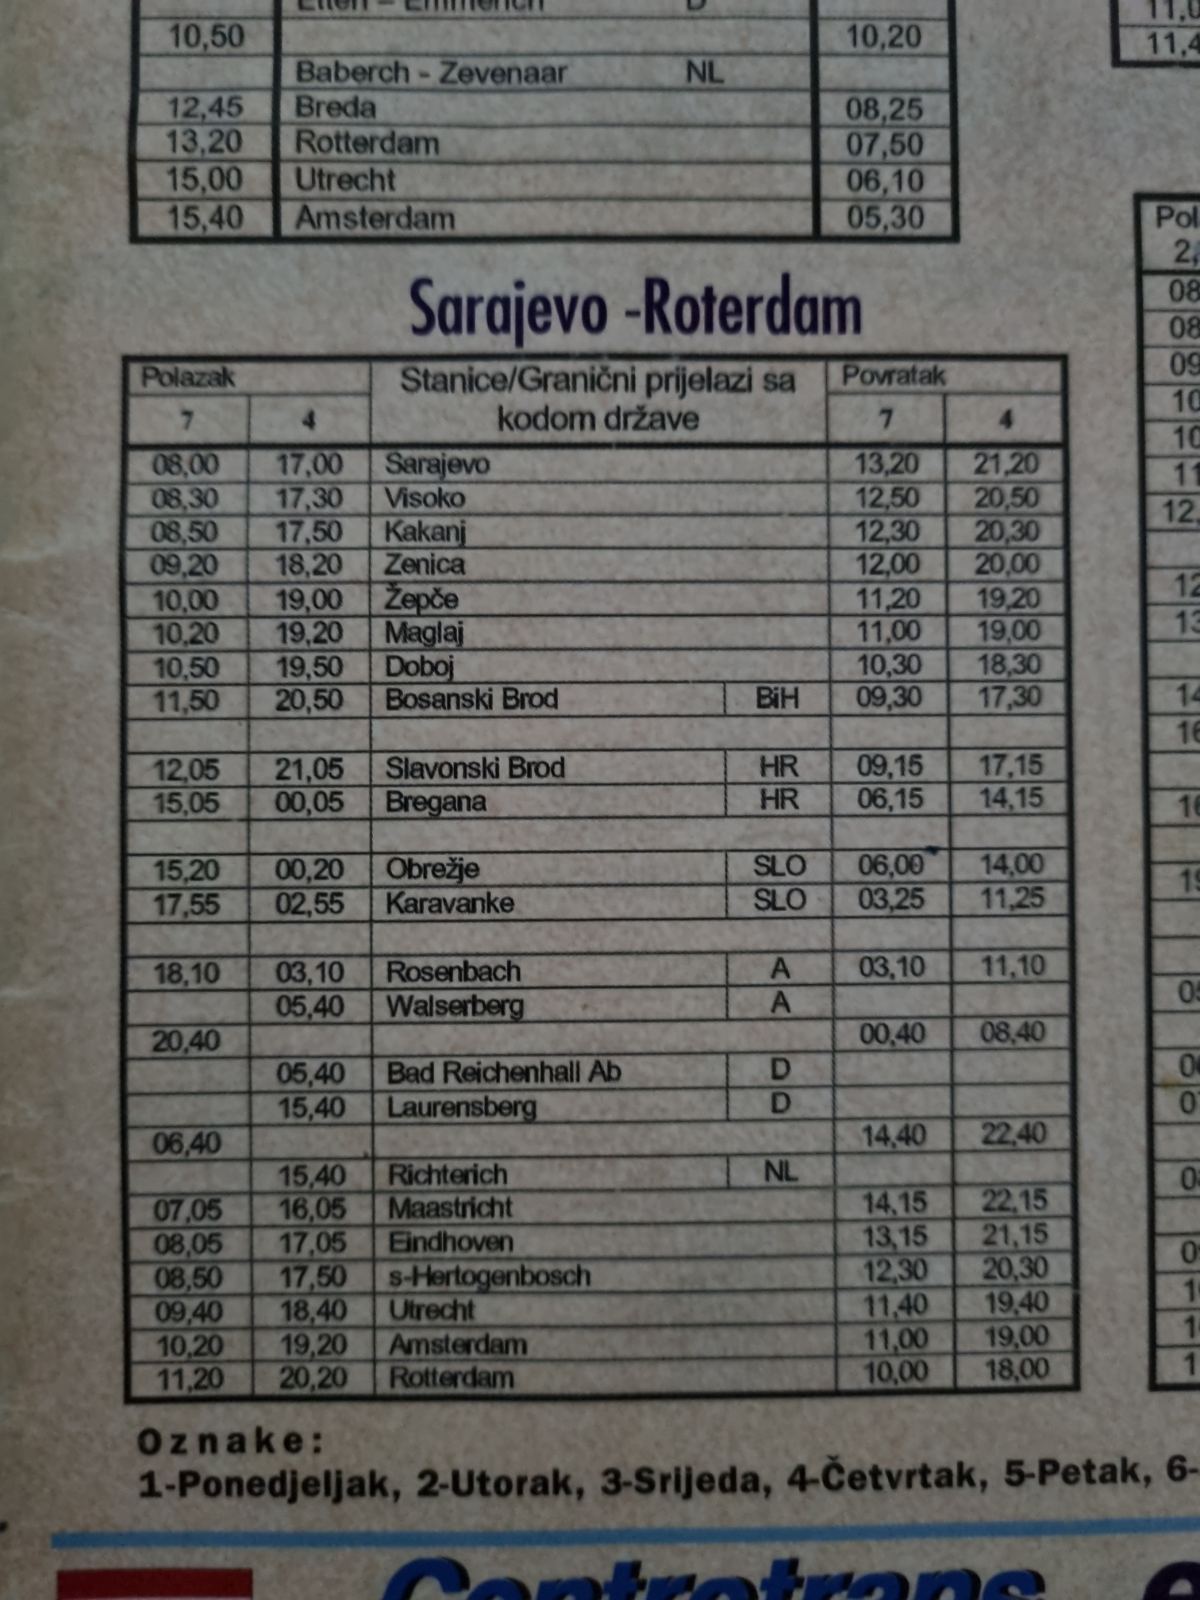 10,50 10,20
Baberch - Zevenaar NL
12,45 Breda 08,25
13,20 Rotterdam 07,50
15,00 Utrecht 06,10
15,40 Amsterdam 05,30
Sarajevo -Roterdam
Polazak Stanice/Granični prijelazi sa kodom države Povratak
7 4 7 4
08,00 17,00 Sarajevo 13,20 21,20
08,30 17,30 Visoko 12,50 20,50
08,50 17,50 Kakanj 12,30 20,30
09,20 18,20 Zenica 12,00 20,00
10,00 19,00 Žepče 11,20 19,20
10,20 19,20 Maglaj 11,00 19,00
10,50 19,50 Doboj 10,30 18,30
11,50 20,50 Bosanski Brod BiH 09,30 17,30
12,05 21,05 Slavonski Brod HR 09,15 17,15
15,05 00,05 Bregana HR 06,15 14,15
15,20 00,20 Obrežje SLO 06,00 14,00
17,55 02,55 Karavanke SLO 03,25 11,25
18,10 03,10 Rosenbach A 03,10 11,10
05,40 Walserberg A
20,40 00,40 08,40
05,40 Bad Reichenhall Ab D
15,40 Laurensberg D
06,40 14,40 22,40
15,40 Richterich NL
07,05 16,05 Maastricht 14,15 22,15
08,05 17,05 Eindhoven 13,15 21,15
08,50 17,50 s-Hertogenbosch 12,30 20,30
09,40 18,40 Utrecht 11,40 19,40
10,20 19,20 Amsterdam 11,00 19,00
11,20 20,20 Rotterdam 10,00 18,00
Oznake:
1-Ponedjeljak, 2-Utorak, 3-Srijeda, 4-Četvrtak, 5-Petak, 6-
Centrotrans